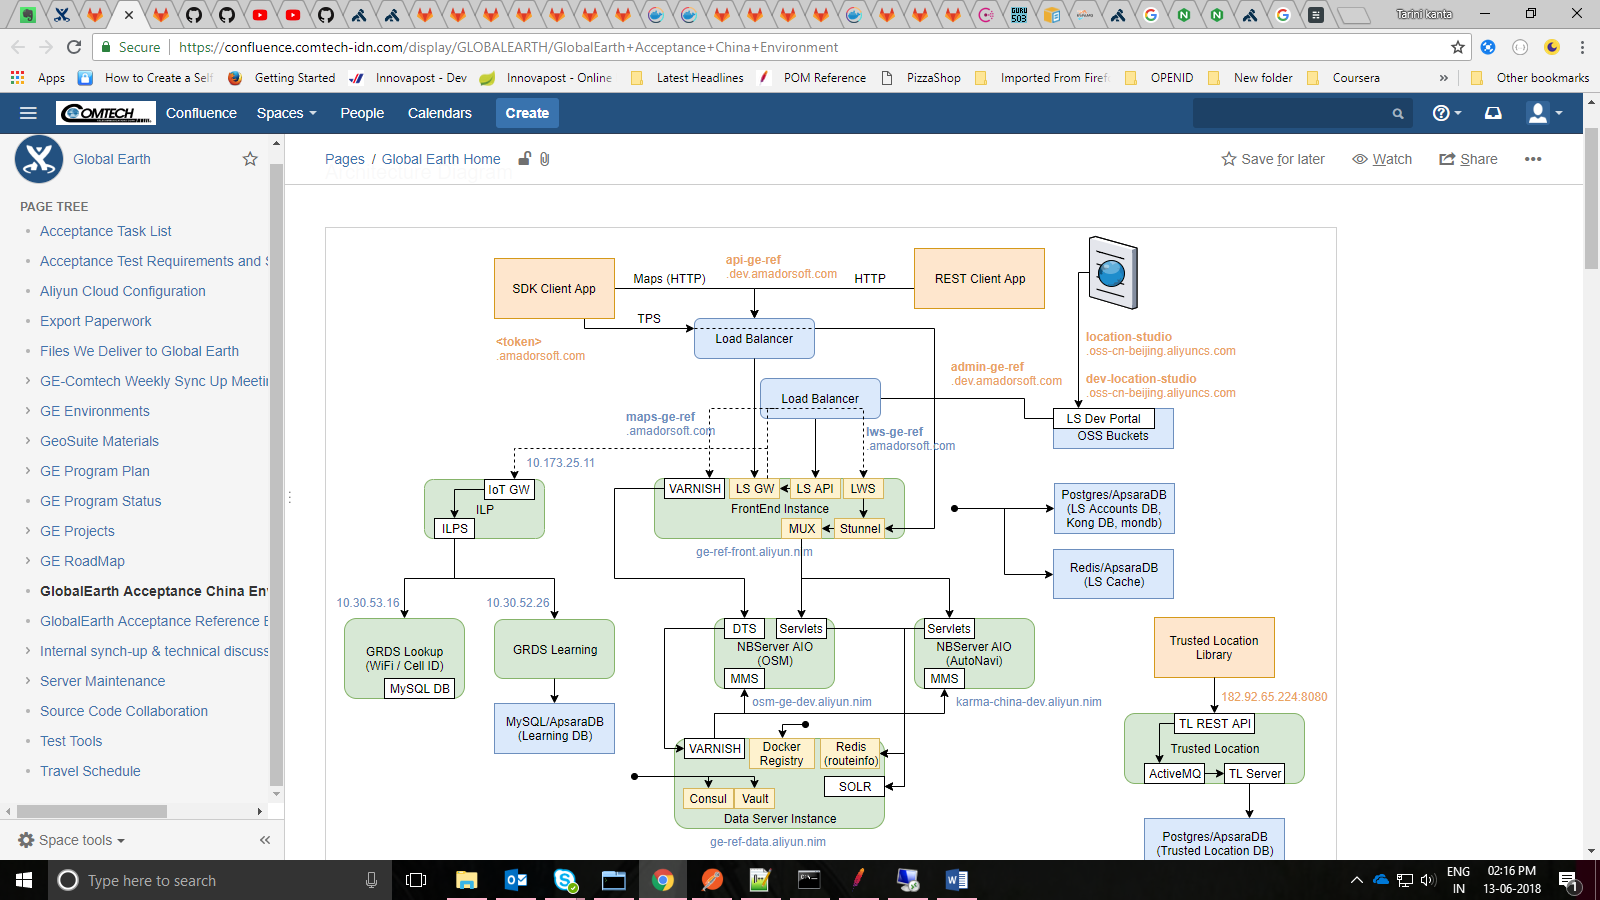 GURU
503
Tarini kanta
Secure
https://confluence.comtech-idn.com/display/GLOBALEARTH/GlobalEarth+Acceptance+China+Environment
Apps
How to Create a Self
Getting Started
Innovapost - Dev
Innovapost - Online
Latest Headlines
POM Reference
PizzaShop
Imported From Firef
OPENID
New folder
Coursera
»
Other bookmarks
COMTECH
Confluence
Spaces
People
Calendars
Create
Global Earth
Pages / Global Earth Home
Save for later
Watch
Share
Architecture Diagram
PAGE TREE
Acceptance Task List
Acceptance Test Requirements and S
Aliyun Cloud Configuration
Export Paperwork
Files We Deliver to Global Earth
GE-Comtech Weekly Sync Up Meetin
GE Environments
GeoSuite Materials
GE Program Plan
GE Program Status
GE Projects
GE RoadMap
GlobalEarth Acceptance China Env
GlobalEarth Acceptance Reference E
Internal synch-up & technical discuss
Server Maintenance
Source Code Collaboration
Test Tools
Travel Schedule
Space tools
SDK Client App
Maps (HTTP)
api-ge-ref
.dev.amadorsoft.com
HTTP
REST Client App
TPS
<token>
.amadorsoft.com
Load Balancer
location-studio
.oss-cn-beijing.aliyuncs.com
admin-ge-ref
.dev.amadorsoft.com
dev-location-studio
.oss-cn-beijing.aliyuncs.com
Load Balancer
maps-ge-ref
.amadorsoft.com
lws-ge-ref
.amadorsoft.com
LS Dev Portal
OSS Buckets
10.173.25.11
IoT GW
ILP
ILPS
VARNISH
LS GW
LS API
LWS
FrontEnd Instance
MUX
Stunnel
ge-ref-front.aliyun.nim
Postgres/ApsaraDB
(LS Accounts DB,
Kong DB, mondb)
Redis/ApsaraDB
(LS Cache)
10.30.53.16
10.30.52.26
GRDS Lookup
(WiFi / Cell ID)
MySQL DB
GRDS Learning
MySQL/ApsaraDB
(Learning DB)
DTS
Servlets
NBServer AIO
(OSM)
MMS
osm-ge-dev.aliyun.nim
Servlets
NBServer AIO
(AutoNavi)
MMS
karma-china-dev.aliyun.nim
Trusted Location
Library
182.92.65.224:8080
TL REST API
Trusted Location
ActiveMQ
TL Server
Postgres/ApsaraDB
(Trusted Location DB)
VARNISH
Docker
Registry
Redis
(routeinfo)
SOLR
Consul
Vault
Data Server Instance
ge-ref-data.aliyun.nim
Type here to search
ENG
IN
02:16 PM
13-06-2018
1